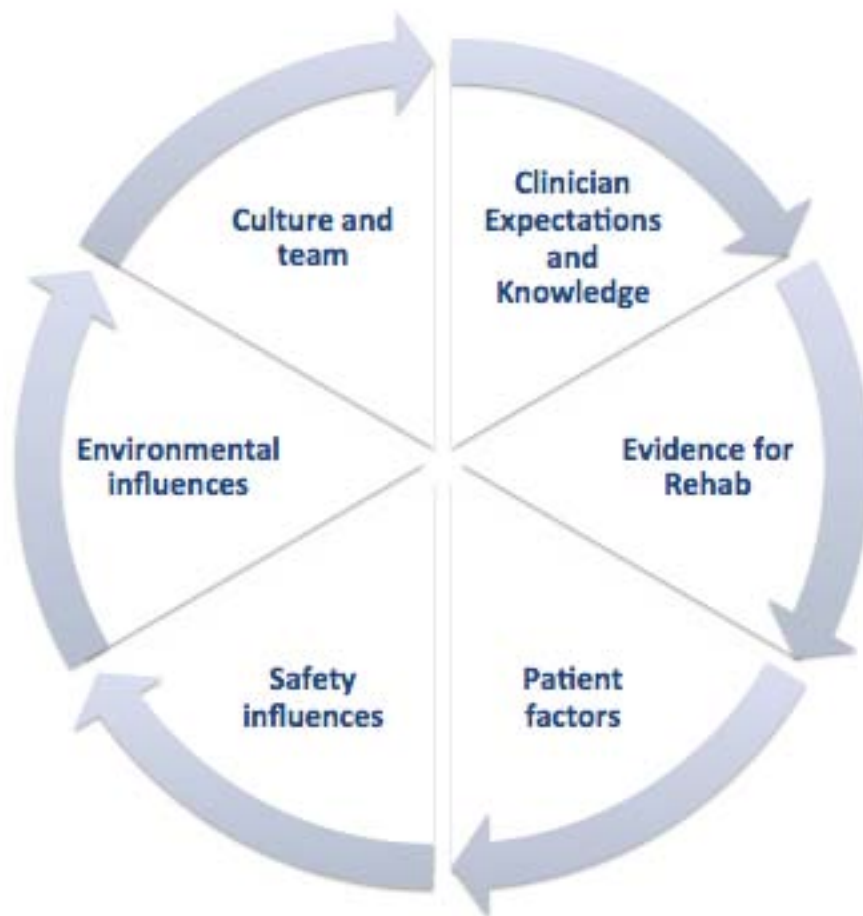 Culture and
team
Clinician
Expectations
and
Knowledge
Environmental
influences
Evidence for
Rehab
Safety
influences
Patient
factors